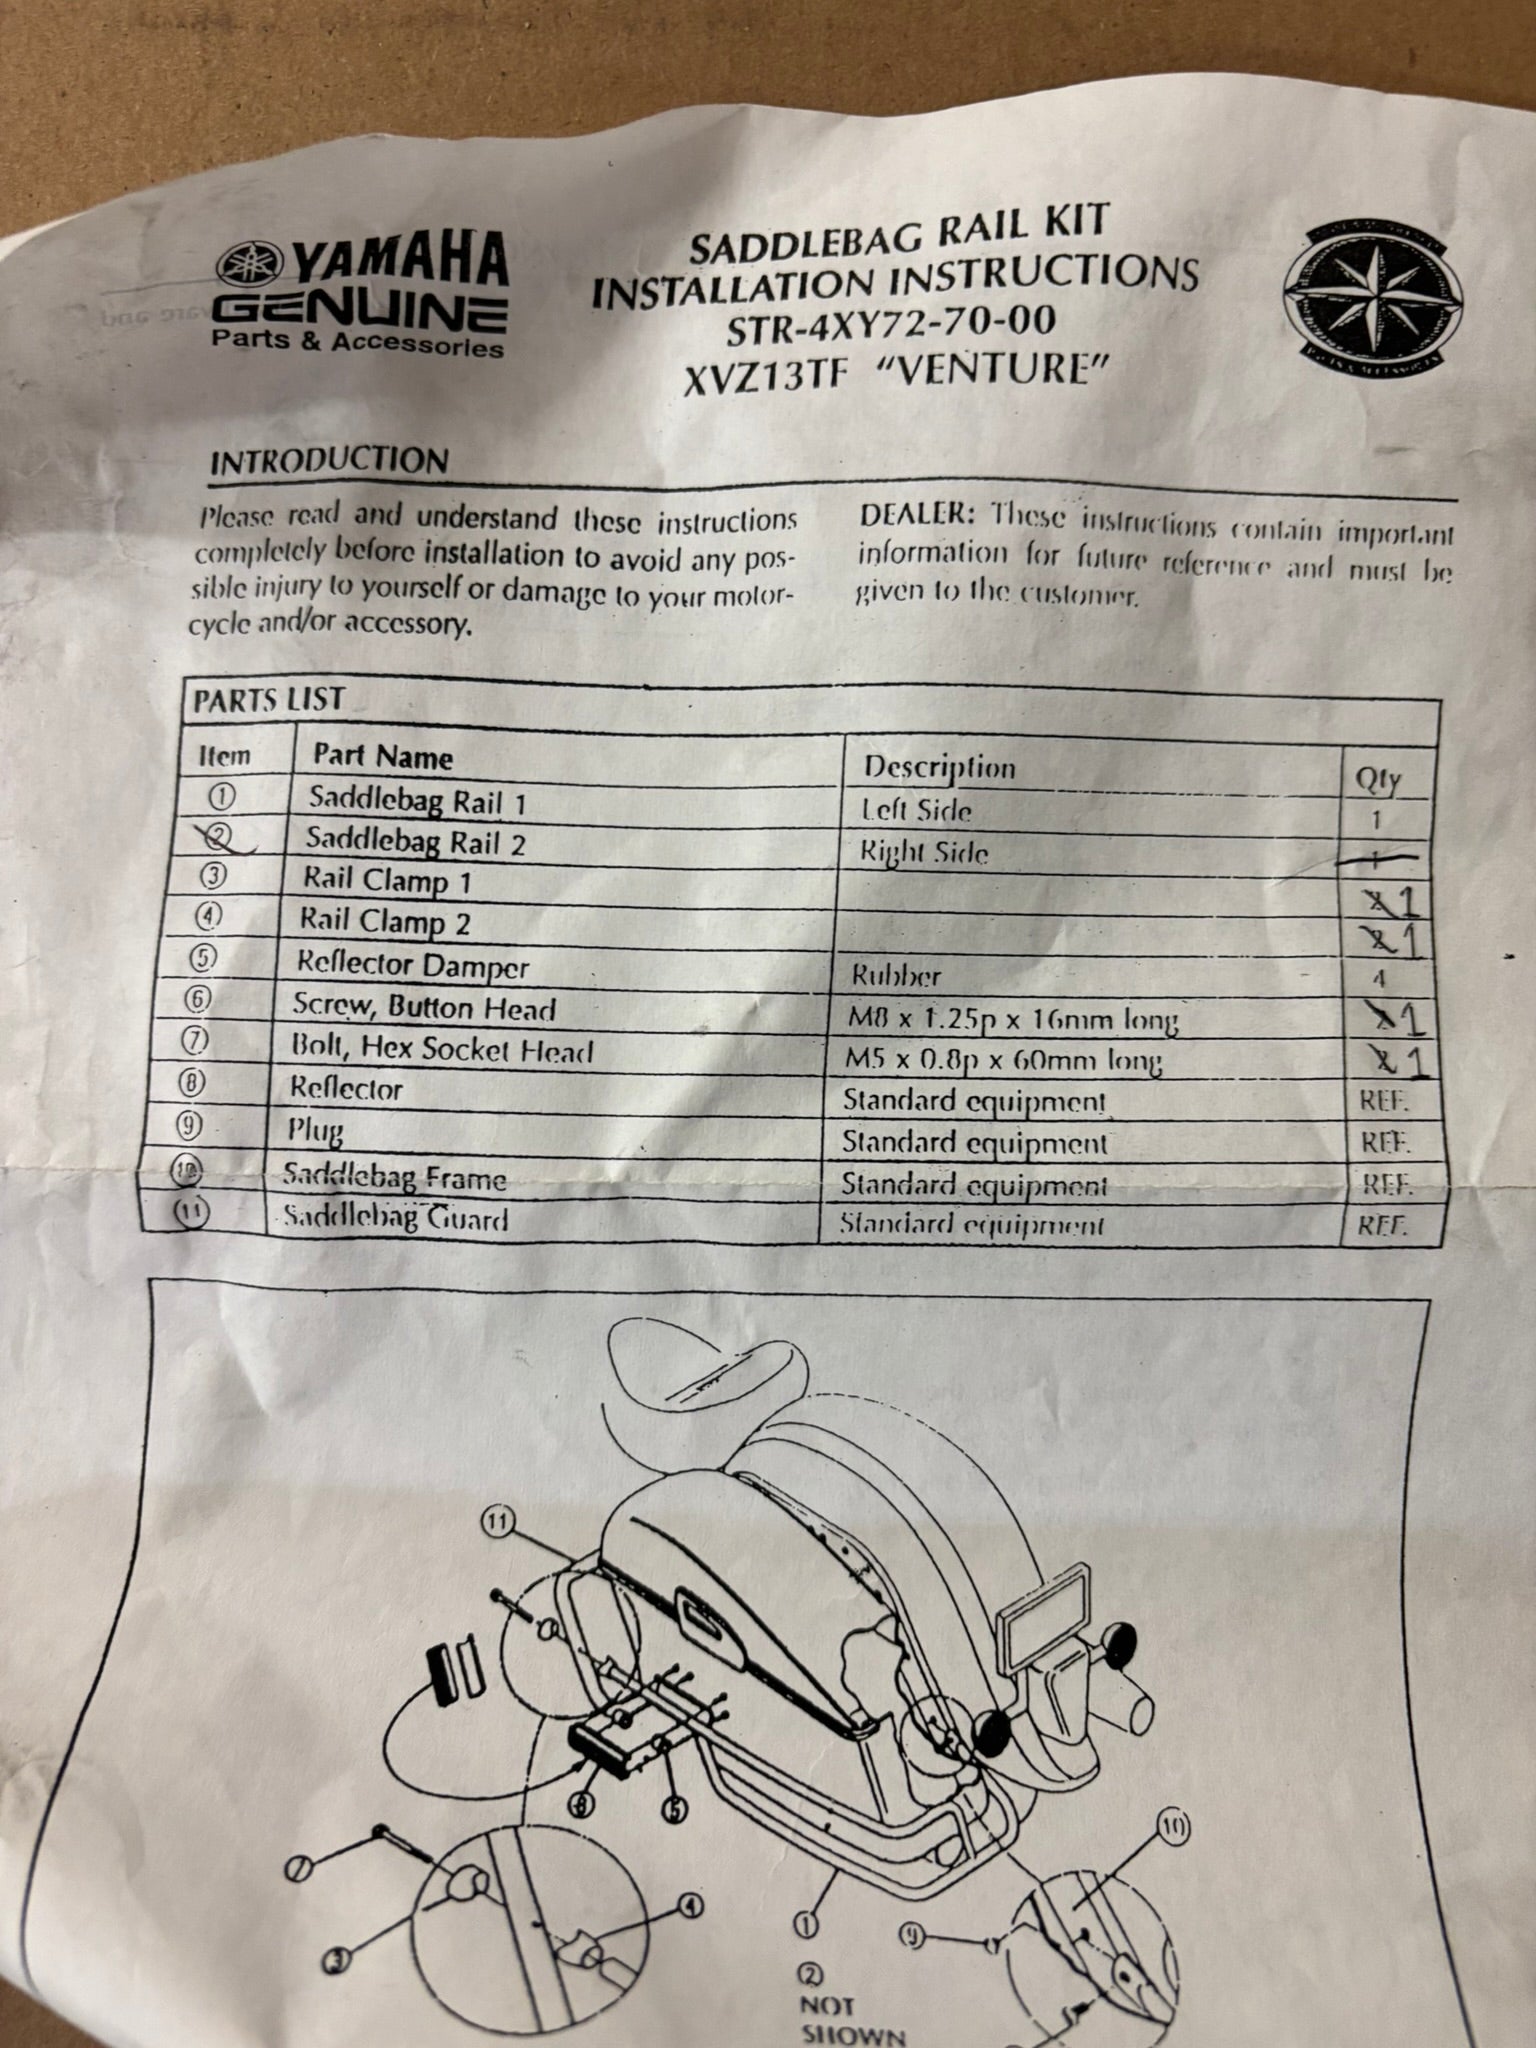 YAMAHA
GENUINE
Parts & Accessories
SADDLEBAG RAIL KIT
INSTALLATION INSTRUCTIONS
STR-4XY72-70-00
XVZ13TF "VENTURE"
INTRODUCTION
Please read and understand these instructions
completely before installation to avoid any pos-
sible injury to yourself or damage to your motor-
cycle and/or accessory.
DEALER: These instructions contain important
information for future reference and must be
given to the customer.
PARTS LIST
Item Part Name Description Qty
1 Saddlebag Rail 1 Left Side 1
2 Saddlebag Rail 2 Right Side 1
3 Rail Clamp 1 2 1
4 Rail Clamp 2 2 1
5 Reflector Damper Rubber 4
6 Screw, Button Head M8 x 1.25p x 16mm long 1
7 Bolt, Hex Socket Head M5 x 0.8p x 60mm long 2 1
8 Reflector Standard equipment REF.
9 Plug Standard equipment REF.
10 Saddlebag Frame Standard equipment REF.
11 Saddlebag Guard Standard equipment REF.
11
8
5
10
7
4
1
9
3
2
NOT
SHOWN